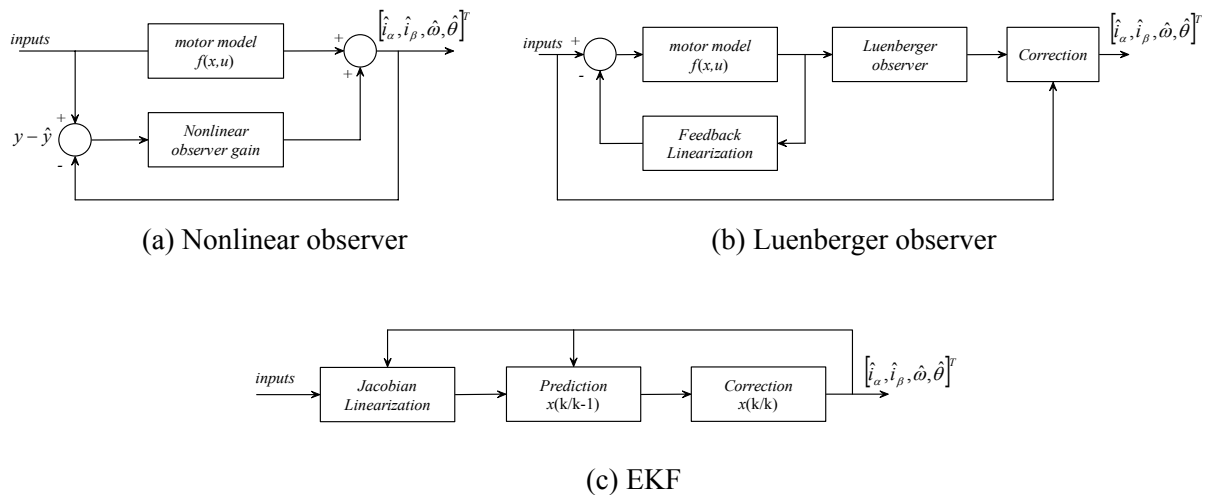 inputs
motor model
f(x,u)
+
+
[î_α, î_β, ω̂, θ̂]^T
+
y − ŷ
-
Nonlinear
observer gain
(a) Nonlinear observer
inputs
+
-
motor model
f(x,u)
Luenberger
observer
Correction
[î_α, î_β, ω̂, θ̂]^T
Feedback
Linearization
(b) Luenberger observer
inputs
Jacobian
Linearization
Prediction
x(k/k-1)
Correction
x(k/k)
[î_α, î_β, ω̂, θ̂]^T
(c) EKF